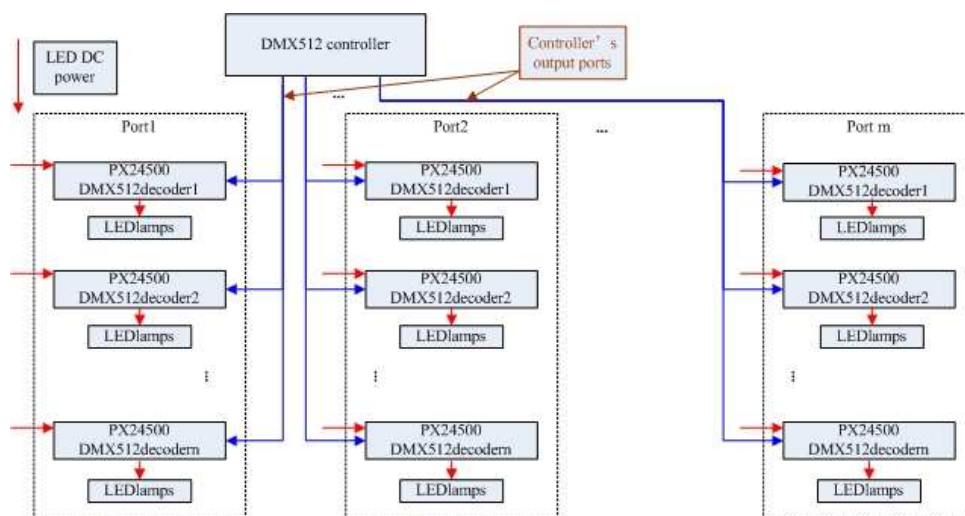 LED DC
power
DMX512 controller
Controller’s
output ports
...
Port1
Port2
...
Port m
PX24500
DMX512decoder1
LEDlamps
PX24500
DMX512decoder2
LEDlamps
...
PX24500
DMX512decodern
LEDlamps
PX24500
DMX512decoder1
LEDlamps
PX24500
DMX512decoder2
LEDlamps
...
PX24500
DMX512decodern
LEDlamps
PX24500
DMX512decoder1
LEDlamps
PX24500
DMX512decoder2
LEDlamps
...
PX24500
DMX512decodern
LEDlamps